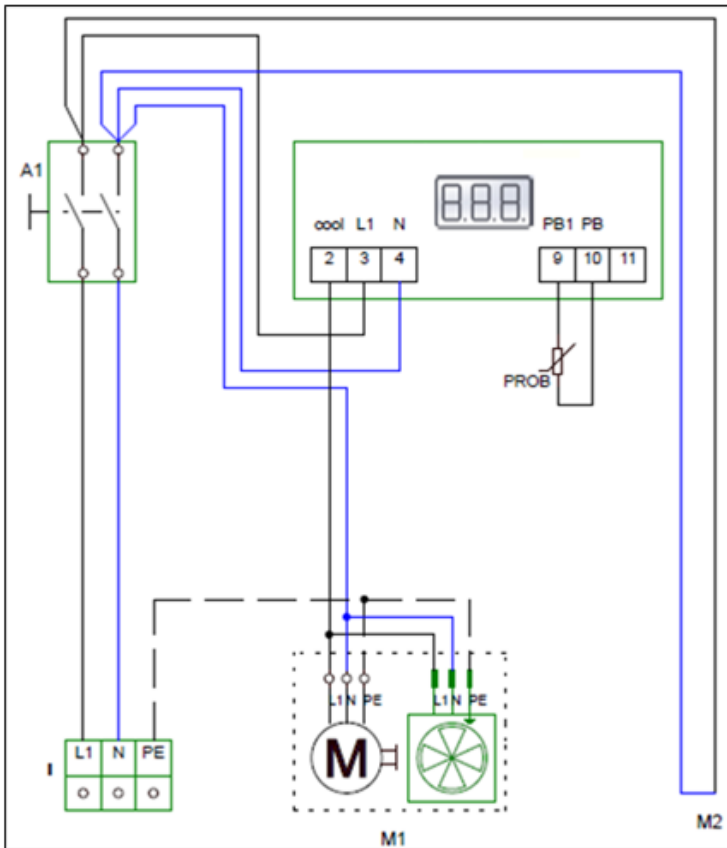 A1
cool L1 N
PB1 PB
2 3 4
9 10 11
PROB
L1 N PE
L1 N PE
L1 N PE
I
M
M1
M2